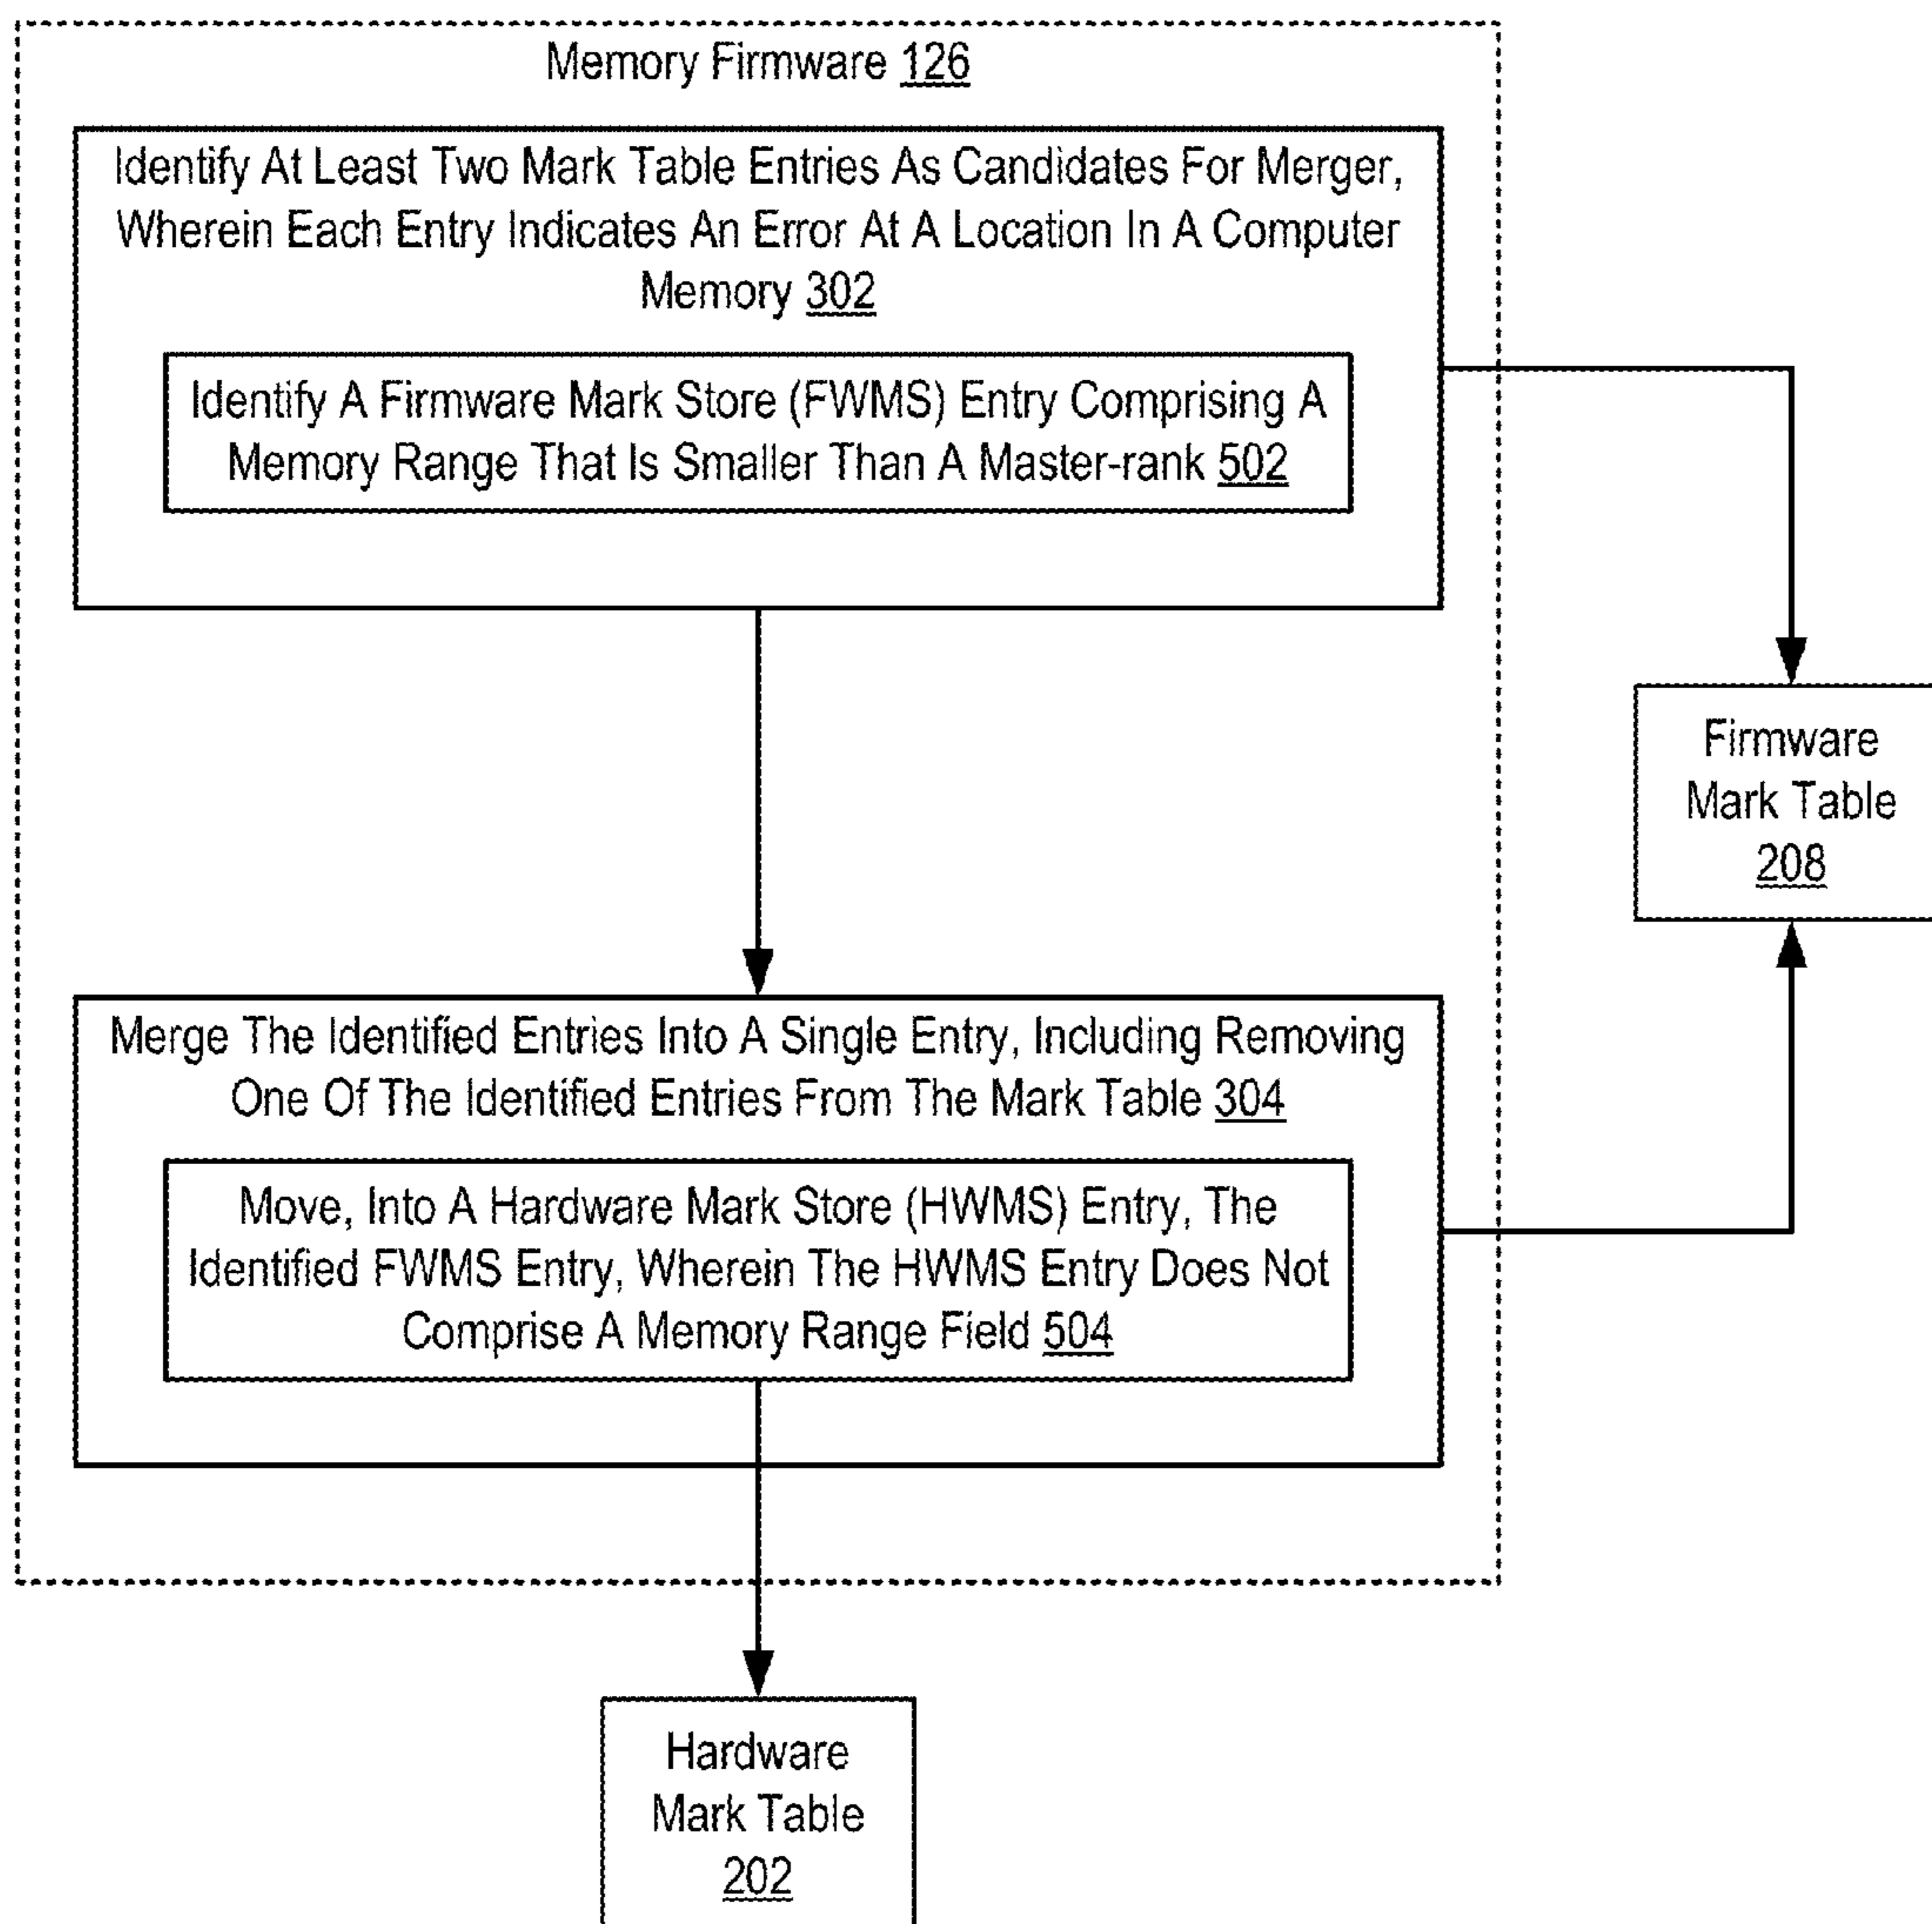 Memory Firmware 126
Identify At Least Two Mark Table Entries As Candidates For Merger,
Wherein Each Entry Indicates An Error At A Location In A Computer
Memory 302
Identify A Firmware Mark Store (FWMS) Entry Comprising A
Memory Range That Is Smaller Than A Master-rank 502
Firmware
Mark Table
208
Merge The Identified Entries Into A Single Entry, Including Removing
One Of The Identified Entries From The Mark Table 304
Move, Into A Hardware Mark Store (HWMS) Entry, The
Identified FWMS Entry, Wherein The HWMS Entry Does Not
Comprise A Memory Range Field 504
Hardware
Mark Table
202